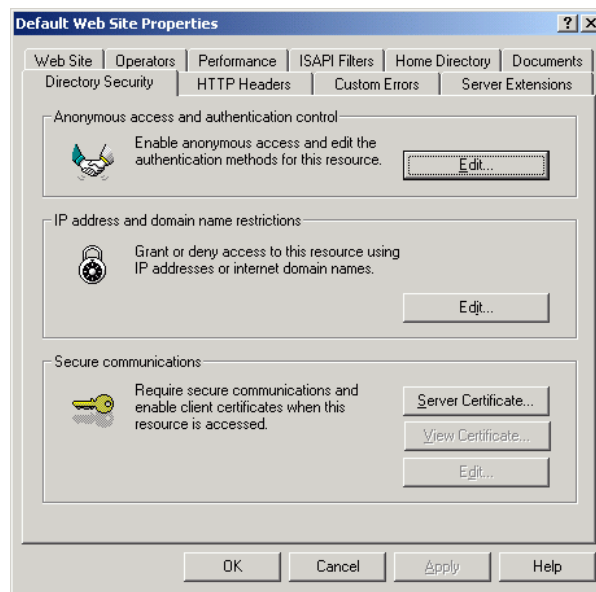 Default Web Site Properties
Web Site
Operators
Performance
ISAPI Filters
Home Directory
Documents
Directory Security
HTTP Headers
Custom Errors
Server Extensions
Anonymous access and authentication control
Enable anonymous access and edit the
authentication methods for this resource.
Edit...
IP address and domain name restrictions
Grant or deny access to this resource using
IP addresses or internet domain names.
Edit...
Secure communications
Require secure communications and
enable client certificates when this
resource is accessed.
Server Certificate...
View Certificate...
Edit...
OK
Cancel
Apply
Help